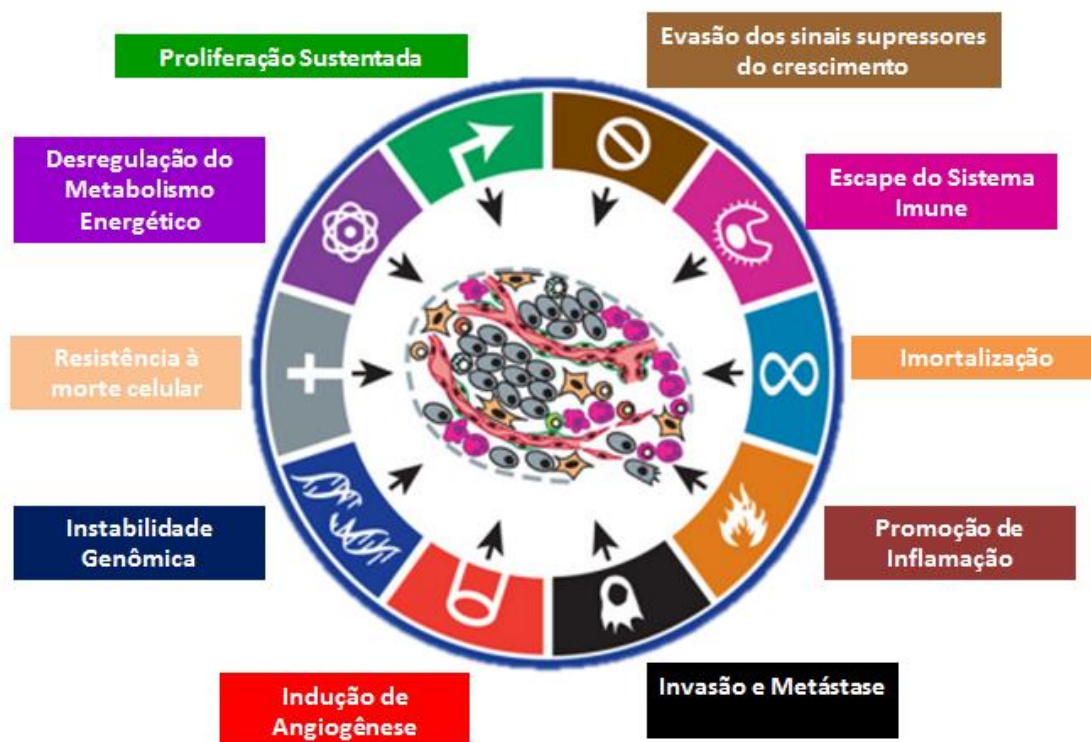 Proliferação Sustentada
Evasão dos sinais supressores
do crescimento
Desregulação do
Metabolismo
Energético
Escape do Sistema
Imune
Resistência à
morte celular
Imortalização
Instabilidade
Genômica
Promoção de
Inflamação
Indução de
Angiogênese
Invasão e Metástase